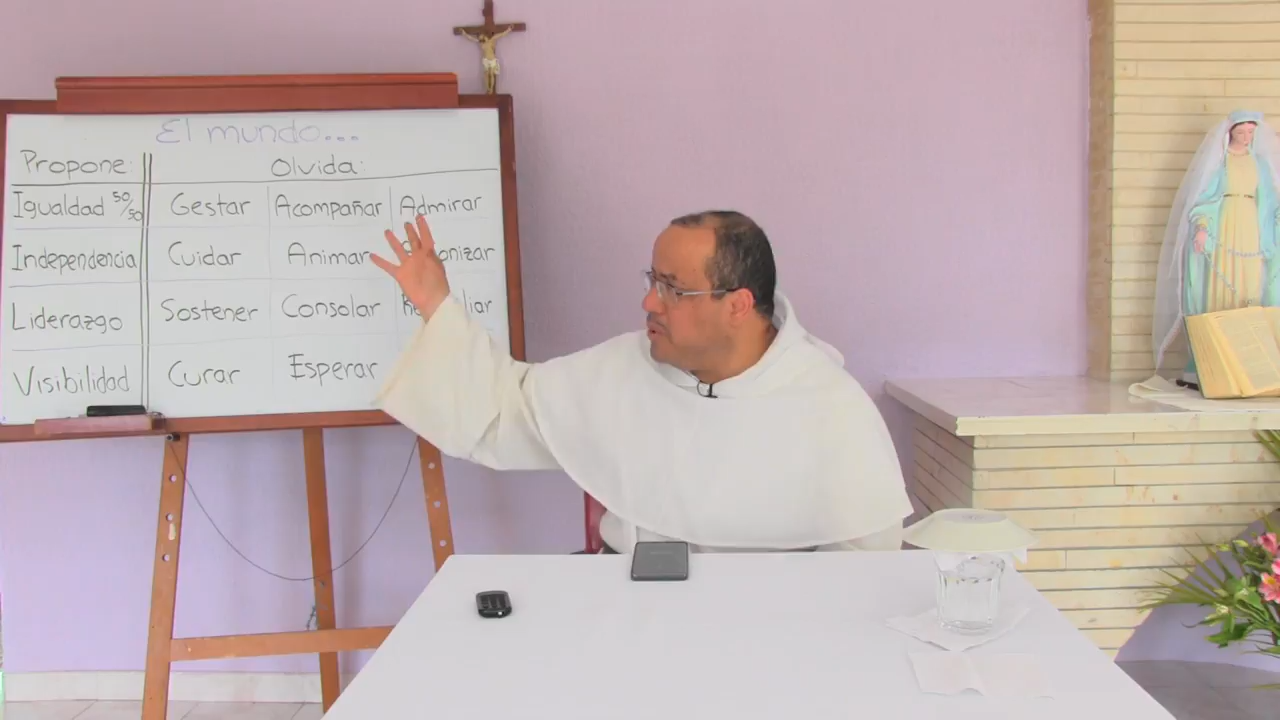 El mundo...
Propone: Olvida:
Igualdad 50/50 Gestar Acompañar Admirar
Independencia Cuidar Animar
Liderazgo Sostener Consolar
Visibilidad Curar Esperar